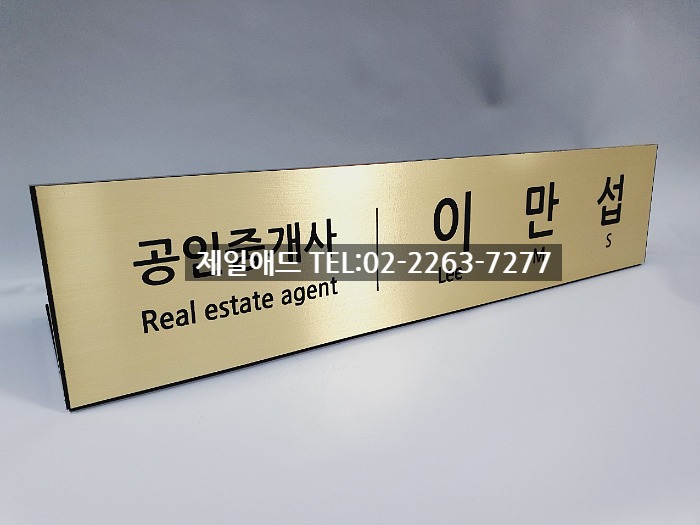 공인중개사
Real estate agent
이 만 섭
Lee M S
제일애드 TEL:02-2263-7277